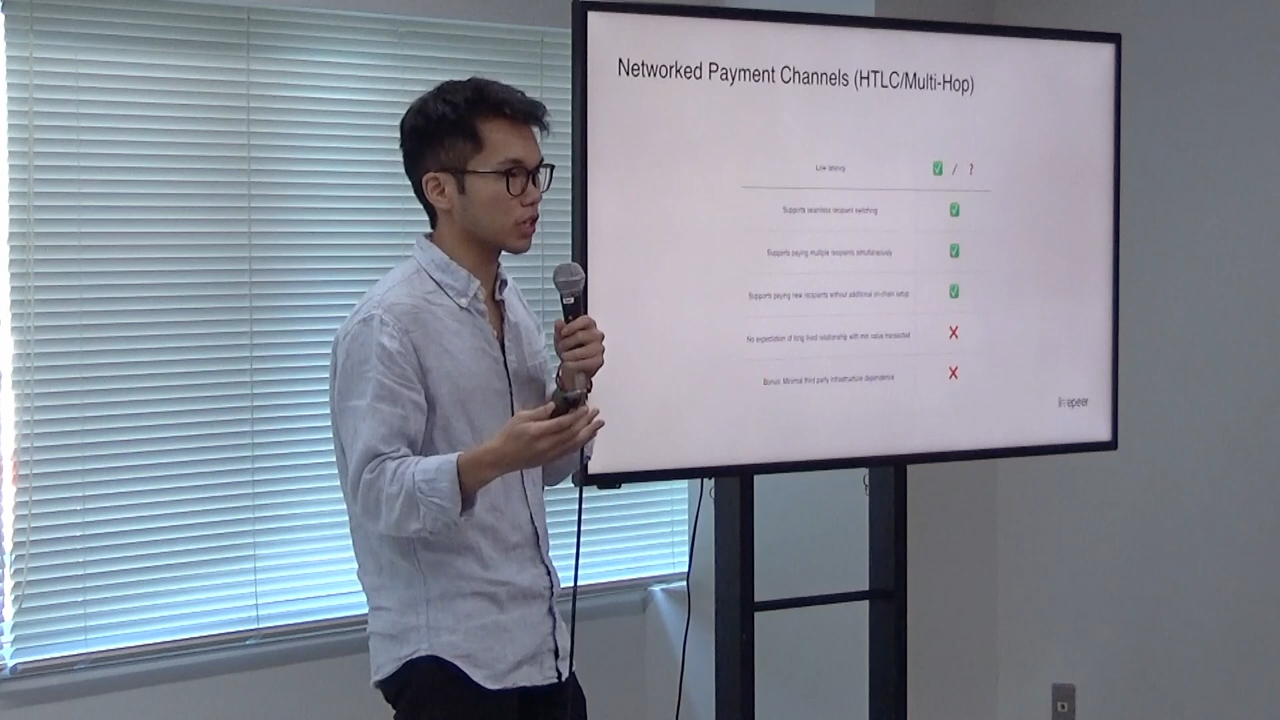 Networked Payment Channels (HTLC/Multi-Hop)
Low latency ✅ / ?
Supports seamless recipient switching ✅
Supports paying multiple recipients simultaneously ✅
Supports paying new recipients without additional on-chain setup ✅
No expectation of long lived relationship with min value transacted ❌
Bonus: Minimal third party infrastructure dependence ❌
livepeer